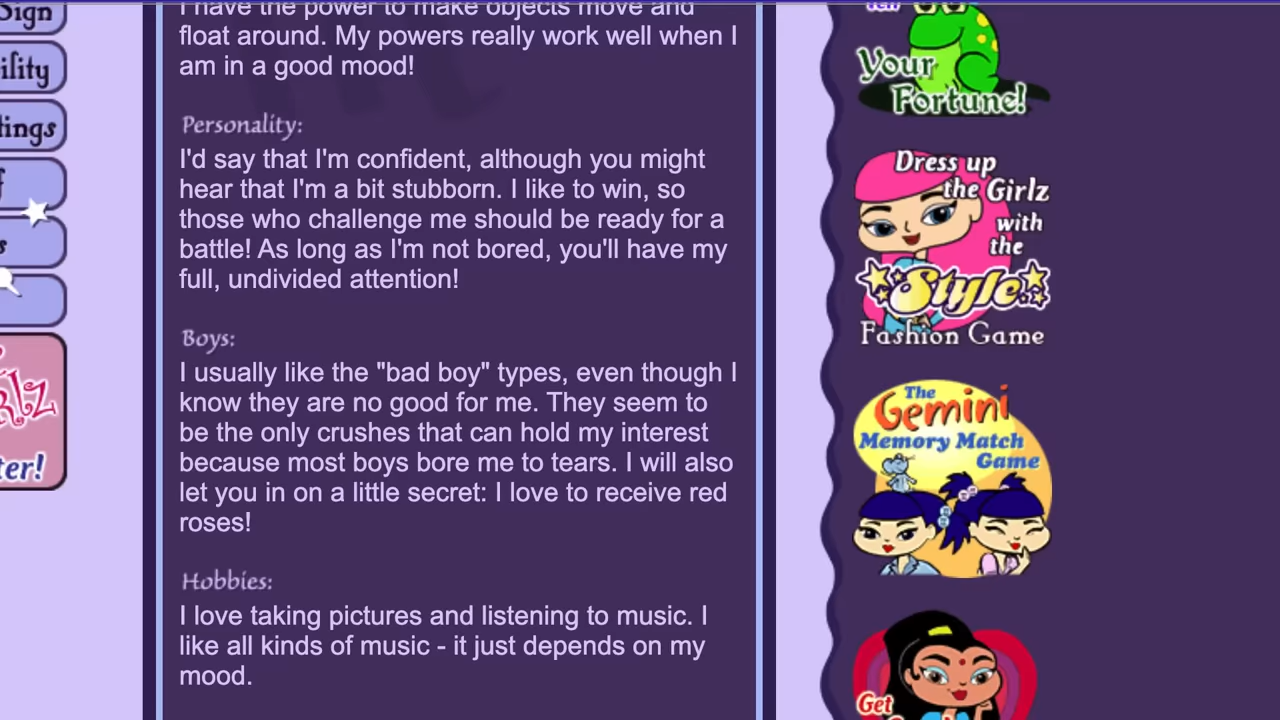 Sign
ility
tings
f
s
rlz
ter!
I have the power to make objects move and
float around. My powers really work well when I
am in a good mood!
Personality:
I'd say that I'm confident, although you might
hear that I'm a bit stubborn. I like to win, so
those who challenge me should be ready for a
battle! As long as I'm not bored, you'll have my
full, undivided attention!
Boys:
I usually like the "bad boy" types, even though I
know they are no good for me. They seem to
be the only crushes that can hold my interest
because most boys bore me to tears. I will also
let you in on a little secret: I love to receive red
roses!
Hobbies:
I love taking pictures and listening to music. I
like all kinds of music - it just depends on my
mood.
Your
Fortune!
Dress up
the Girlz
with
the
Style
Fashion Game
The
Gemini
Memory Match
Game
Get